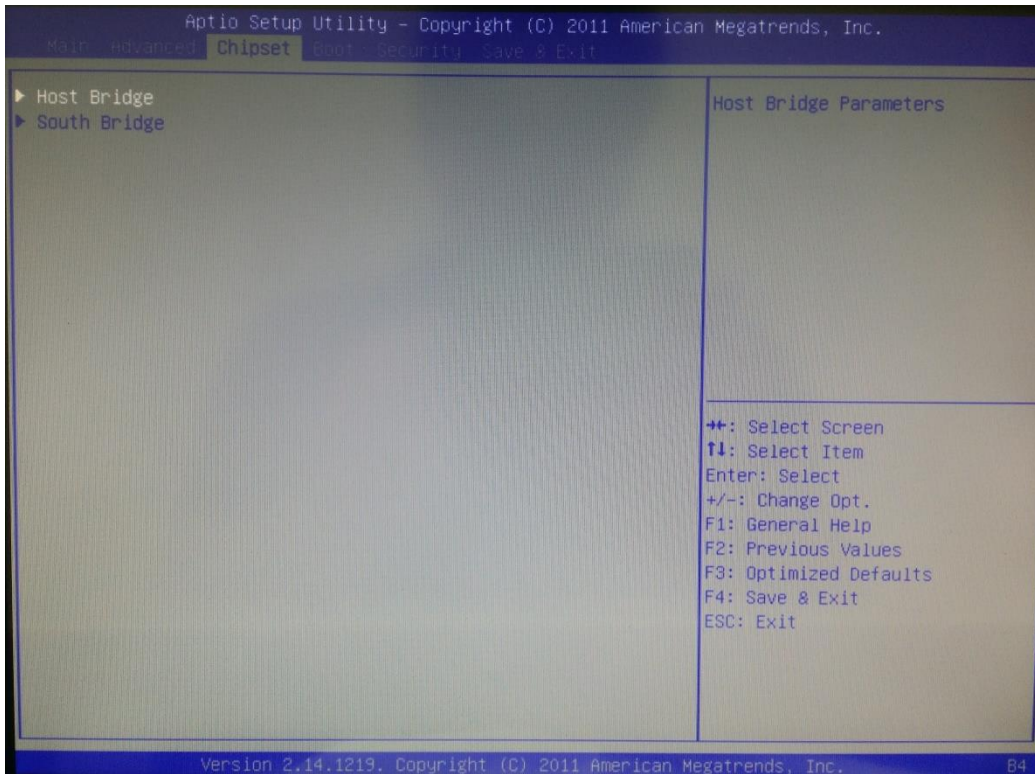 Aptio Setup Utility – Copyright (C) 2011 American Megatrends, Inc.
Main Advanced Chipset Boot Security Save & Exit
Host Bridge
South Bridge
Host Bridge Parameters
→←: Select Screen
↑↓: Select Item
Enter: Select
+/-: Change Opt.
F1: General Help
F2: Previous Values
F3: Optimized Defaults
F4: Save & Exit
ESC: Exit
Version 2.14.1219. Copyright (C) 2011 American Megatrends, Inc.
B4